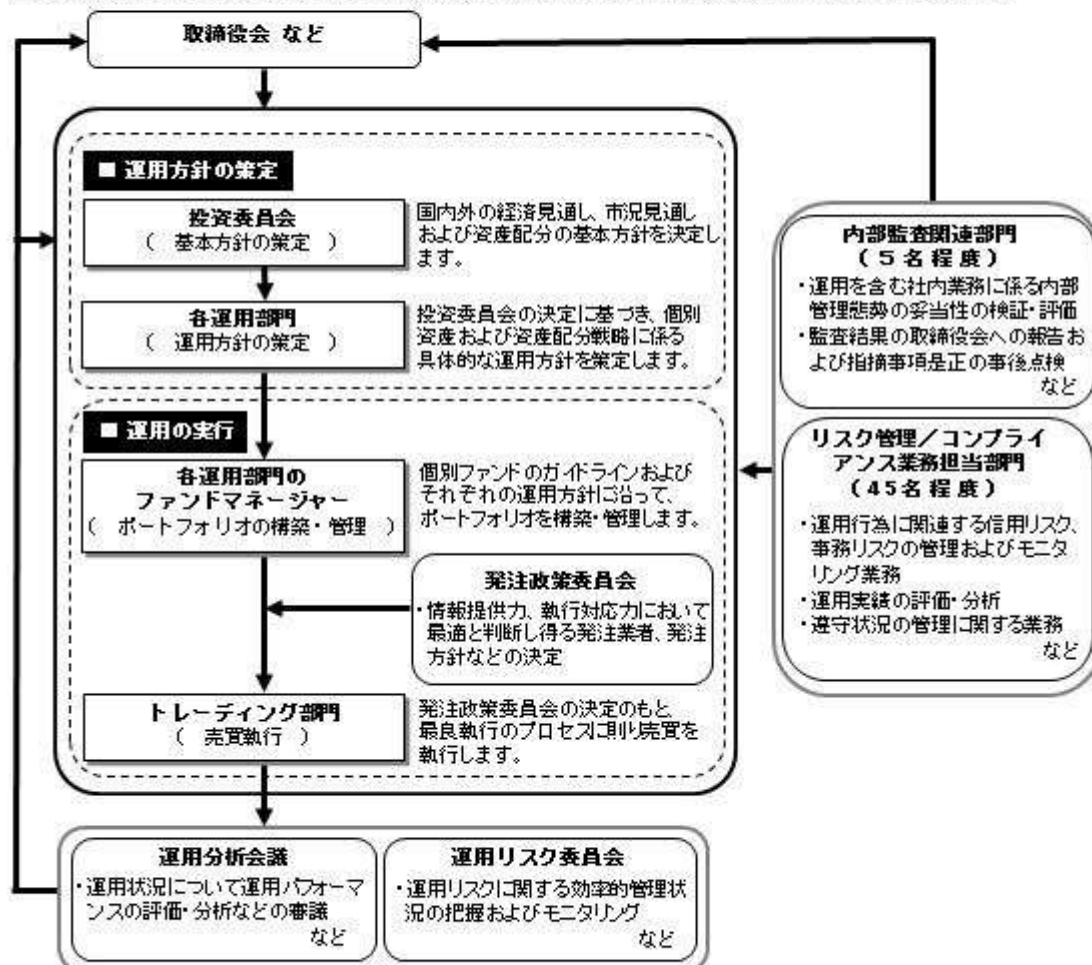 取締役会 など
■ 運用方針の策定
投資委員会
( 基本方針の策定 )
国内外の経済見通し、市況見通し
および資産配分の基本方針を決定し
ます。
各運用部門
( 運用方針の策定 )
投資委員会の決定に基づき、個別
資産および資産配分戦略に係る
具体的な運用方針を策定します。
■ 運用の実行
各運用部門の
ファンドマネージャー
( ポートフォリオの構築・管理 )
個別ファンドのガイドラインおよび
それぞれの運用方針に沿って、
ポートフォリオを構築・管理します。
発注政策委員会
・情報提供力、執行対応力において
最適と判断し得る発注業者、発注
方針などの決定
トレーディング部門
( 売買執行 )
発注政策委員会の決定のもと、
最良執行のプロセスに則り売買を
執行します。
内部監査関連部門
(5名程度)
・運用を含む社内業務に係る内部
管理態勢の妥当性の検証・評価
・監査結果の取締役会への報告お
よび指摘事項是正の事後点検
など
リスク管理/コンプライ
アンス業務担当部門
(45名程度)
・運用行為に関連する信用リスク、
事務リスクの管理およびモニタ
リング業務
・運用実績の評価・分析
・遵守状況の管理に関する業務
など
運用分析会議
・運用状況について運用パフォーマ
ンスの評価・分析などの審議
など
運用リスク委員会
・運用リスクに関する効率的管理状
況の把握およびモニタリング
など